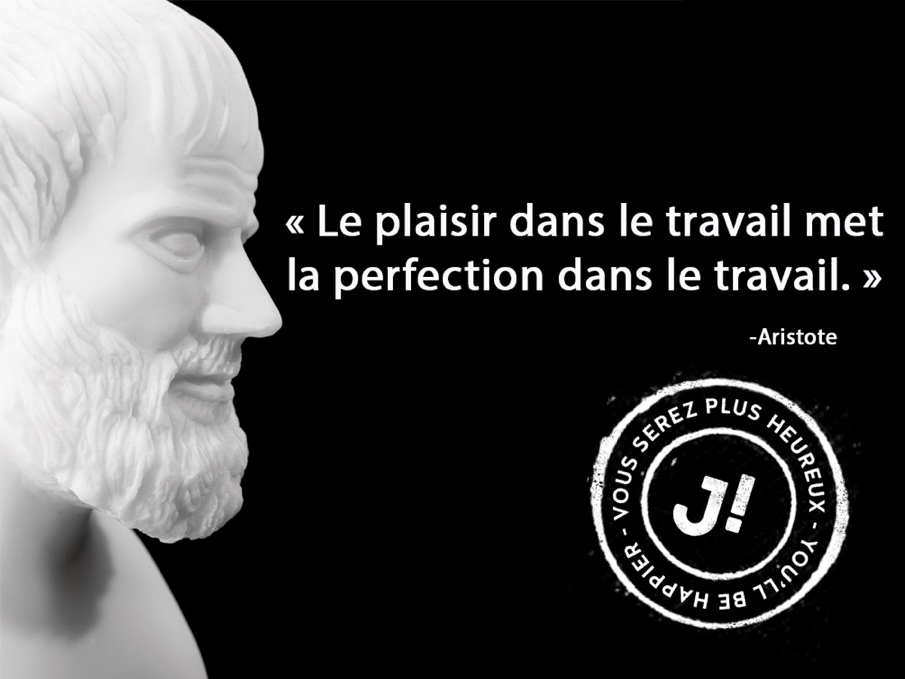 « Le plaisir dans le travail met
la perfection dans le travail. »
-Aristote
VOUS SEREZ PLUS HEUREUX - YOU'LL BE HAPPIER -
J!